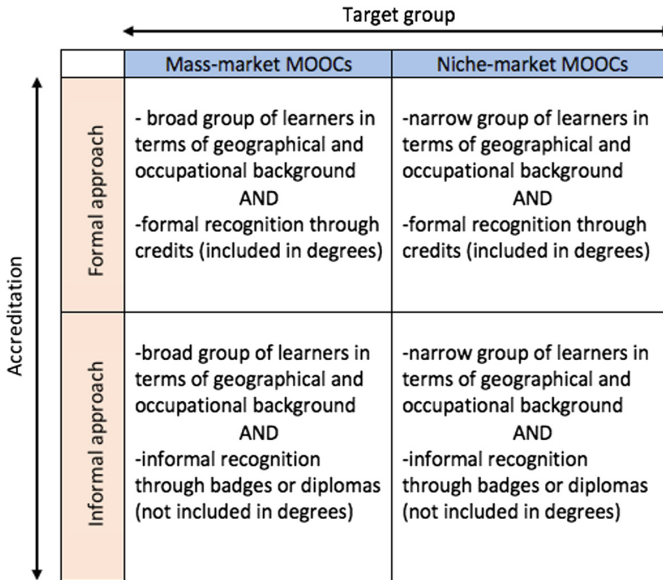 Target group
Mass-market MOOCs
Niche-market MOOCs
Accreditation
Formal approach
- broad group of learners in
terms of geographical and
occupational background
AND
-formal recognition through
credits (included in degrees)
-narrow group of learners in
terms of geographical and
occupational background
AND
-formal recognition through
credits (included in degrees)
Informal approach
-broad group of learners in
terms of geographical and
occupational background
AND
-informal recognition
through badges or diplomas
(not included in degrees)
-narrow group of learners in
terms of geographical and
occupational background
AND
-informal recognition
through badges or diplomas
(not included in degrees)